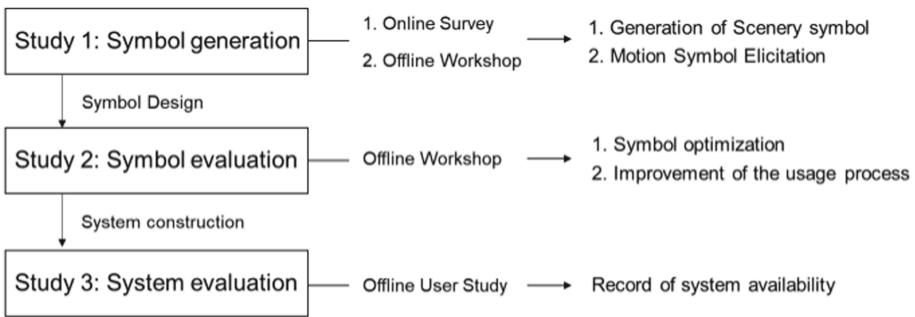 Study 1: Symbol generation
1. Online Survey
2. Offline Workshop
1. Generation of Scenery symbol
2. Motion Symbol Elicitation
Symbol Design
Study 2: Symbol evaluation
Offline Workshop
1. Symbol optimization
2. Improvement of the usage process
System construction
Study 3: System evaluation
Offline User Study
Record of system availability